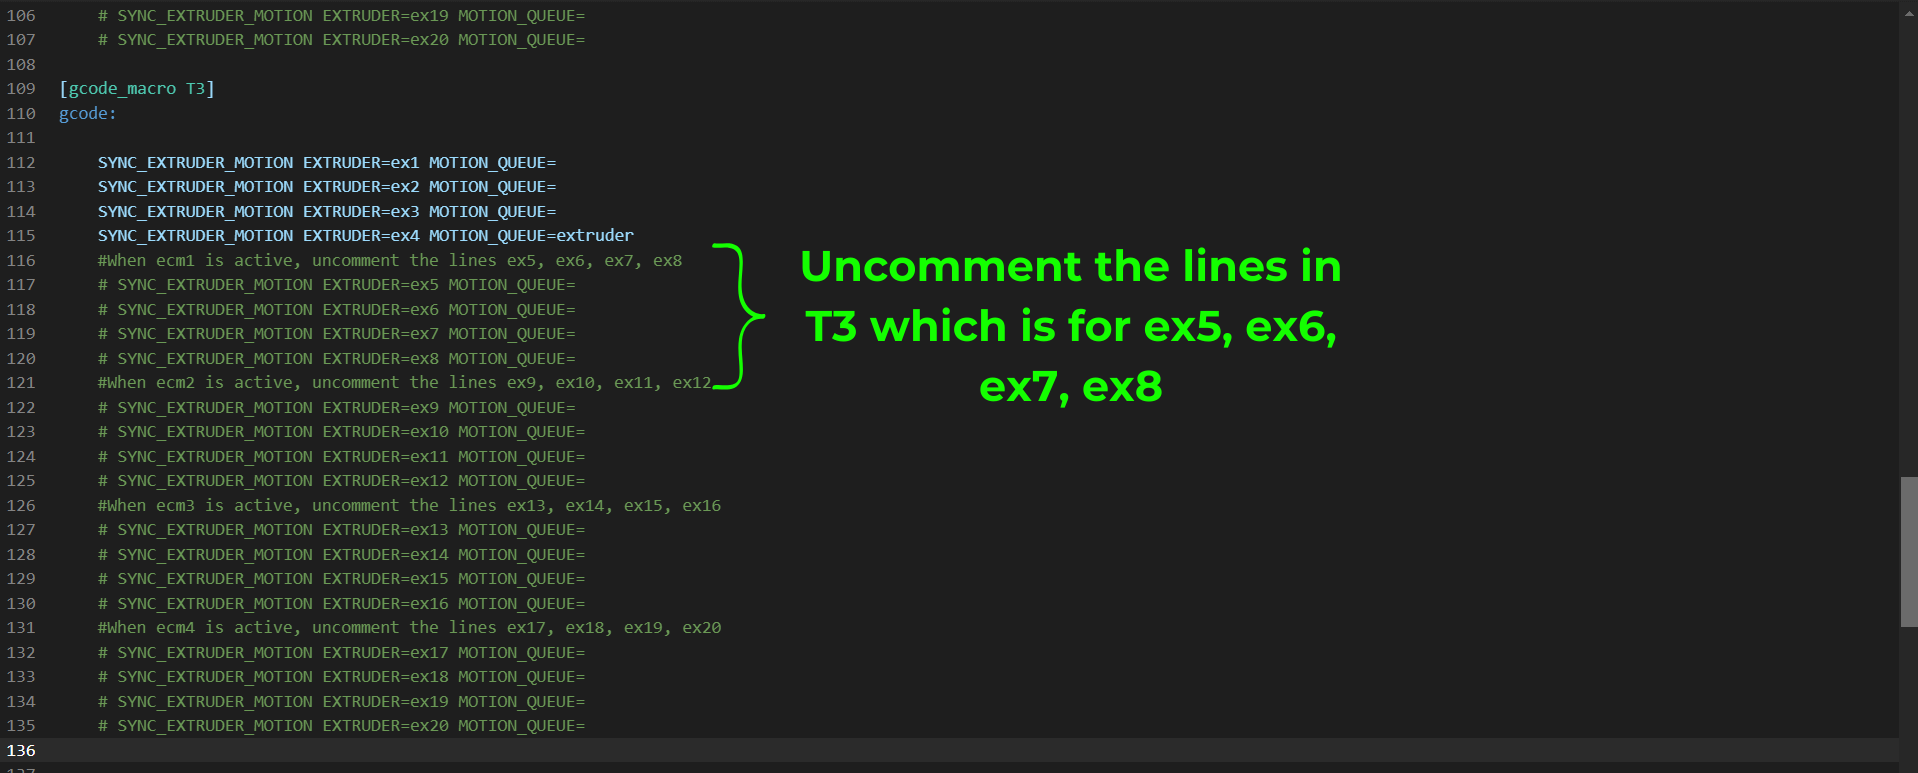 106 # SYNC_EXTRUDER_MOTION EXTRUDER=ex19 MOTION_QUEUE=
107 # SYNC_EXTRUDER_MOTION EXTRUDER=ex20 MOTION_QUEUE=
108
109 [gcode_macro T3]
110 gcode:
111
112 SYNC_EXTRUDER_MOTION EXTRUDER=ex1 MOTION_QUEUE=
113 SYNC_EXTRUDER_MOTION EXTRUDER=ex2 MOTION_QUEUE=
114 SYNC_EXTRUDER_MOTION EXTRUDER=ex3 MOTION_QUEUE=
115 SYNC_EXTRUDER_MOTION EXTRUDER=ex4 MOTION_QUEUE=extruder
116 #When ecm1 is active, uncomment the lines ex5, ex6, ex7, ex8
117 # SYNC_EXTRUDER_MOTION EXTRUDER=ex5 MOTION_QUEUE=
118 # SYNC_EXTRUDER_MOTION EXTRUDER=ex6 MOTION_QUEUE=
119 # SYNC_EXTRUDER_MOTION EXTRUDER=ex7 MOTION_QUEUE=
120 # SYNC_EXTRUDER_MOTION EXTRUDER=ex8 MOTION_QUEUE=
121 #When ecm2 is active, uncomment the lines ex9, ex10, ex11, ex12
122 # SYNC_EXTRUDER_MOTION EXTRUDER=ex9 MOTION_QUEUE=
123 # SYNC_EXTRUDER_MOTION EXTRUDER=ex10 MOTION_QUEUE=
124 # SYNC_EXTRUDER_MOTION EXTRUDER=ex11 MOTION_QUEUE=
125 # SYNC_EXTRUDER_MOTION EXTRUDER=ex12 MOTION_QUEUE=
126 #When ecm3 is active, uncomment the lines ex13, ex14, ex15, ex16
127 # SYNC_EXTRUDER_MOTION EXTRUDER=ex13 MOTION_QUEUE=
128 # SYNC_EXTRUDER_MOTION EXTRUDER=ex14 MOTION_QUEUE=
129 # SYNC_EXTRUDER_MOTION EXTRUDER=ex15 MOTION_QUEUE=
130 # SYNC_EXTRUDER_MOTION EXTRUDER=ex16 MOTION_QUEUE=
131 #When ecm4 is active, uncomment the lines ex17, ex18, ex19, ex20
132 # SYNC_EXTRUDER_MOTION EXTRUDER=ex17 MOTION_QUEUE=
133 # SYNC_EXTRUDER_MOTION EXTRUDER=ex18 MOTION_QUEUE=
134 # SYNC_EXTRUDER_MOTION EXTRUDER=ex19 MOTION_QUEUE=
135 # SYNC_EXTRUDER_MOTION EXTRUDER=ex20 MOTION_QUEUE=
136
137
Uncomment the lines in
T3 which is for ex5, ex6,
ex7, ex8